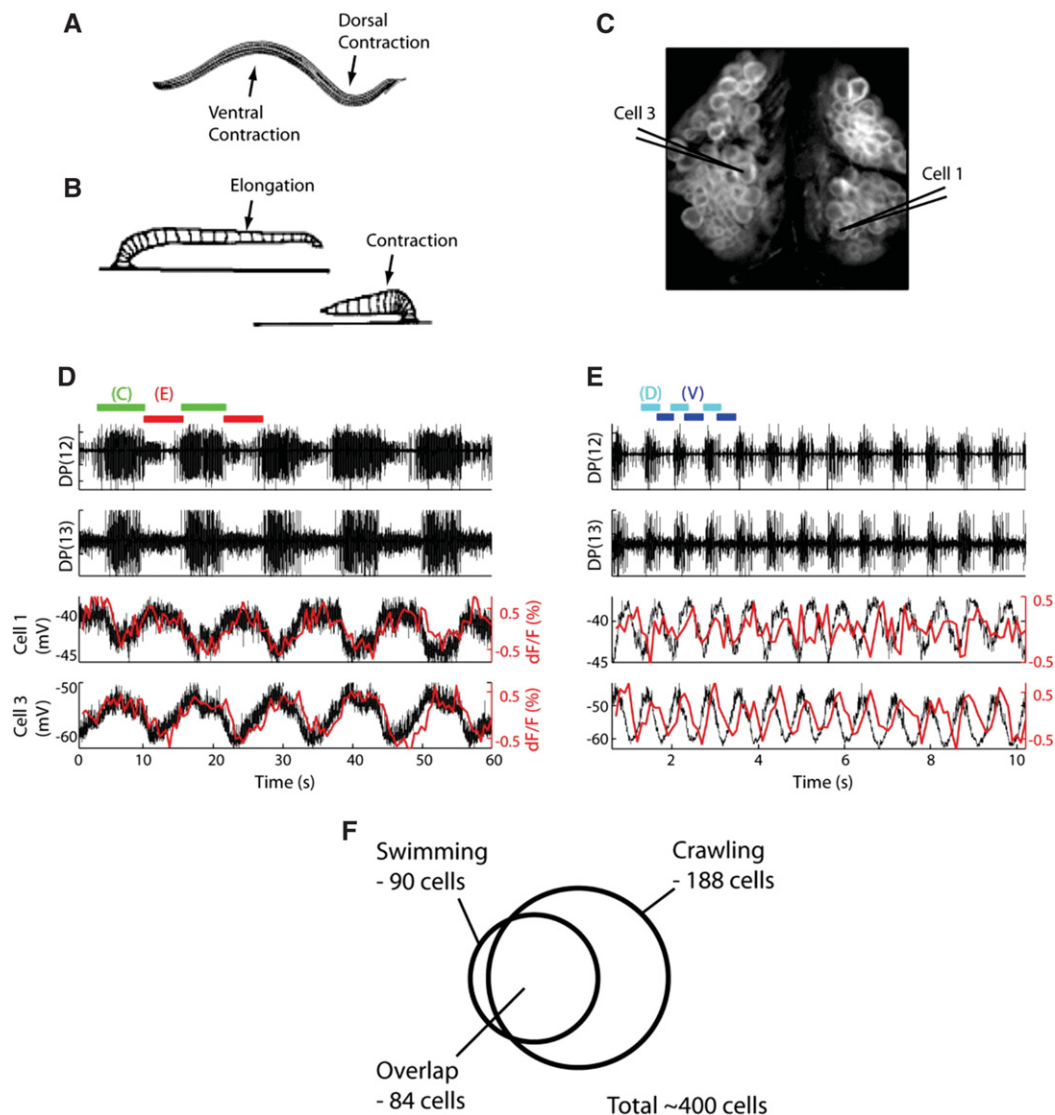 A
Dorsal
Contraction
Ventral
Contraction
B
Elongation
Contraction
C
Cell 3
Cell 1
D
(C)
(E)
DP(12)
DP(13)
Cell 1
(mV)
-40
-45
0.5
-0.5
dF/F (%)
Cell 3
(mV)
-50
-60
0.5
-0.5
dF/F (%)
0 10 20 30 40 50 60
Time (s)
E
(D)
(V)
DP(12)
DP(13)
-40
-45
0.5
-0.5
-50
-60
0.5
-0.5
2 4 6 8 10
Time (s)
F
Swimming
- 90 cells
Crawling
- 188 cells
Overlap
- 84 cells
Total ~400 cells